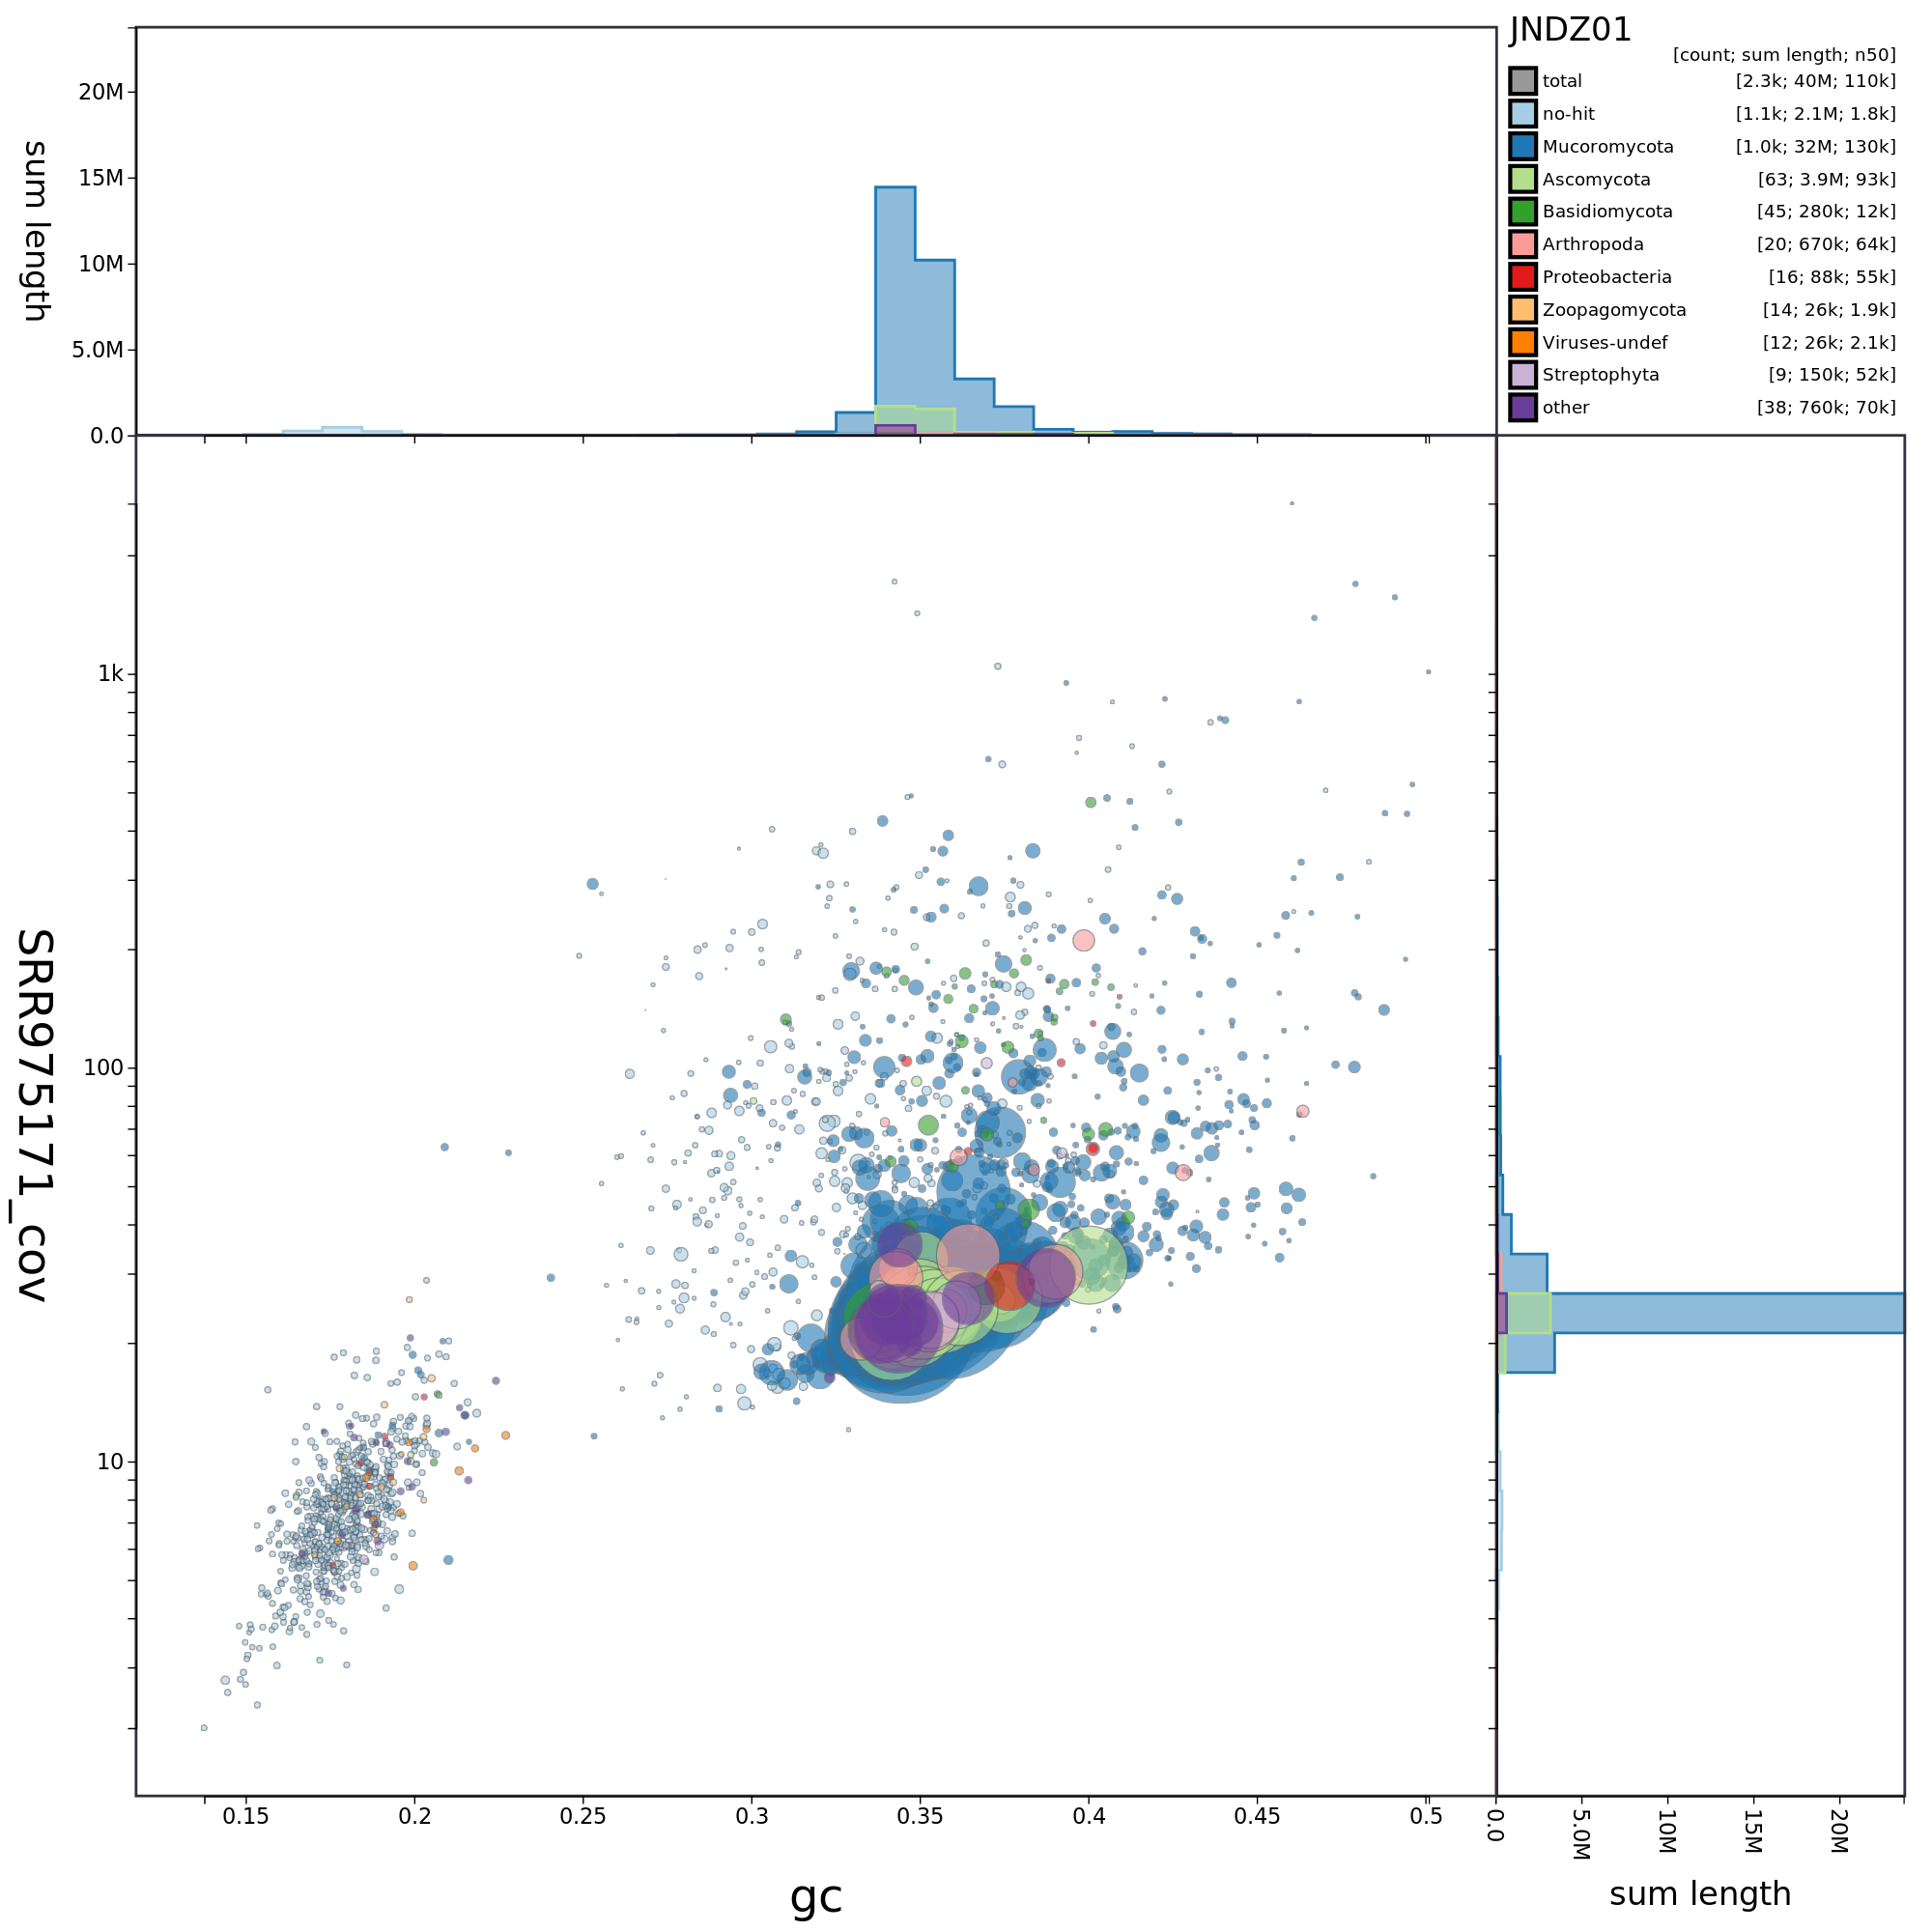 JNDZ01
[count; sum length; n50]
total [2.3k; 40M; 110k]
no-hit [1.1k; 2.1M; 1.8k]
Mucoromycota [1.0k; 32M; 130k]
Ascomycota [63; 3.9M; 93k]
Basidiomycota [45; 280k; 12k]
Arthropoda [20; 670k; 64k]
Proteobacteria [16; 88k; 55k]
Zoopagomycota [14; 26k; 1.9k]
Viruses-undef [12; 26k; 2.1k]
Streptophyta [9; 150k; 52k]
other [38; 760k; 70k]
sum length
20M
15M
10M
5.0M
0.0
SRR975171_cov
1k
100
10
0.15 0.2 0.25 0.3 0.35 0.4 0.45 0.5
gc
0.0 5.0M 10M 15M 20M
sum length